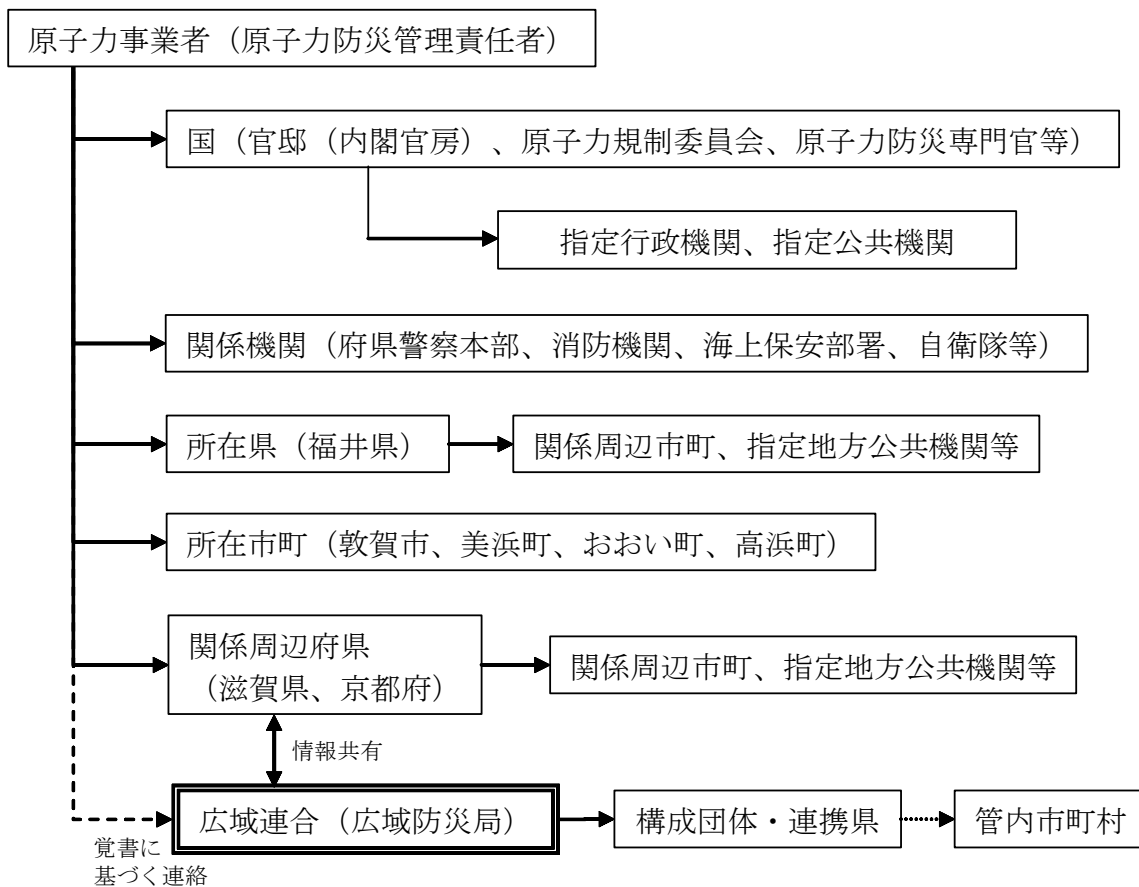 原子力事業者（原子力防災管理責任者）
国（官邸（内閣官房）、原子力規制委員会、原子力防災専門官等）
指定行政機関、指定公共機関
関係機関（府県警察本部、消防機関、海上保安部署、自衛隊等）
所在県（福井県）
関係周辺市町、指定地方公共機関等
所在市町（敦賀市、美浜町、おおい町、高浜町）
関係周辺府県
（滋賀県、京都府）
関係周辺市町、指定地方公共機関等
情報共有
広域連合（広域防災局）
構成団体・連携県
管内市町村
覚書に
基づく連絡